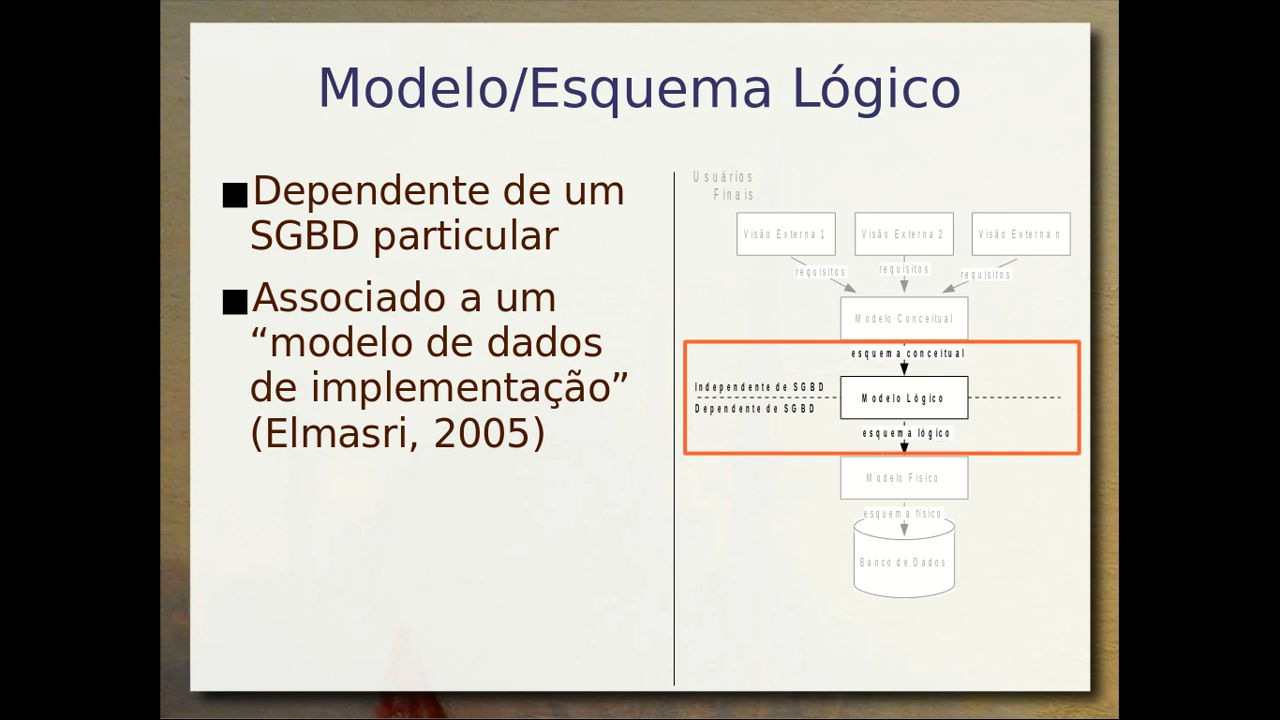 Modelo/Esquema Lógico
■Dependente de um
SGBD particular
■Associado a um
“modelo de dados
de implementação”
(Elmasri, 2005)
Usuários
Finais
Visão Externa 1
Visão Externa 2
Visão Externa n
requisitos
requisitos
requisitos
Modelo Conceitual
esquema conceitual
Independente de SGBD
Dependente de SGBD
Modelo Lógico
esquema lógico
Modelo Físico
esquema físico
Banco de Dados